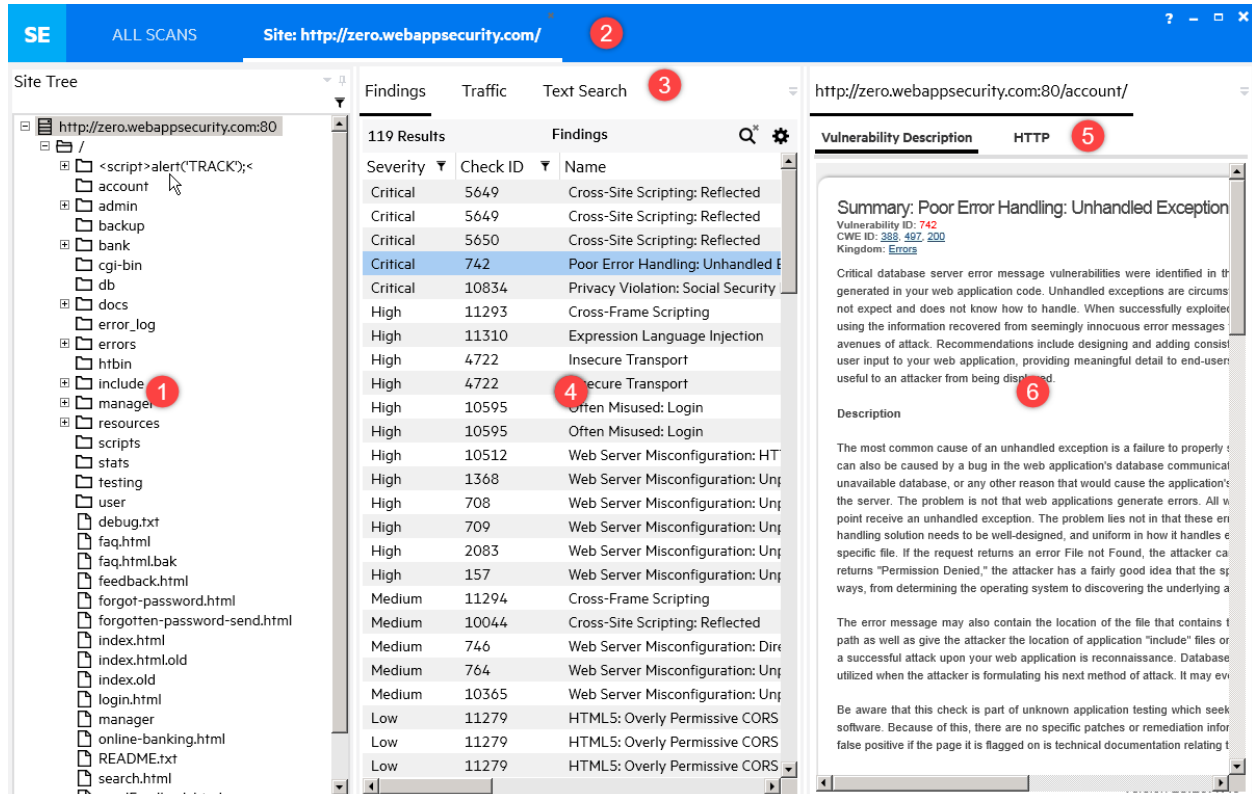 SE ALL SCANS Site: http://zero.webappsecurity.com/ 2 ?
Site Tree
http://zero.webappsecurity.com:80
/
<script>alert('TRACK');<
account
admin
backup
bank
cgi-bin
db
docs
error_log
errors
htbin
include
1
manager
resources
scripts
stats
testing
user
debug.txt
faq.html
faq.html.bak
feedback.html
forgot-password.html
forgotten-password-send.html
index.html
index.html.old
index.old
login.html
manager
online-banking.html
README.txt
search.html
Findings Traffic Text Search 3
119 Results Findings
Severity Check ID Name
Critical 5649 Cross-Site Scripting: Reflected
Critical 5649 Cross-Site Scripting: Reflected
Critical 5650 Cross-Site Scripting: Reflected
Critical 742 Poor Error Handling: Unhandled E
Critical 10834 Privacy Violation: Social Security
High 11293 Cross-Frame Scripting
High 11310 Expression Language Injection
High 4722 Insecure Transport
High 4722 Insecure Transport
4
High 10595 Often Misused: Login
High 10595 Often Misused: Login
High 10512 Web Server Misconfiguration: HT
High 1368 Web Server Misconfiguration: Unp
High 708 Web Server Misconfiguration: Unp
High 709 Web Server Misconfiguration: Unp
High 2083 Web Server Misconfiguration: Unp
High 157 Web Server Misconfiguration: Unp
Medium 11294 Cross-Frame Scripting
Medium 10044 Cross-Site Scripting: Reflected
Medium 746 Web Server Misconfiguration: Dire
Medium 764 Web Server Misconfiguration: Unp
Medium 10365 Web Server Misconfiguration: Unp
Low 11279 HTML5: Overly Permissive CORS
Low 11279 HTML5: Overly Permissive CORS
Low 11279 HTML5: Overly Permissive CORS
http://zero.webappsecurity.com:80/account/
Vulnerability Description HTTP 5
Summary: Poor Error Handling: Unhandled Exception
Vulnerability ID: 742
CWE ID: 388, 497, 200
Kingdom: Errors
Critical database server error message vulnerabilities were identified in th
generated in your web application code. Unhandled exceptions are circums
not expect and does not know how to handle. When successfully exploited
using the information recovered from seemingly innocuous error messages
avenues of attack. Recommendations include designing and adding consist
user input to your web application, providing meaningful detail to end-users
useful to an attacker from being displayed.
6
Description
The most common cause of an unhandled exception is a failure to properly s
can also be caused by a bug in the web application's database communicat
unavailable database, or any other reason that would cause the application's
the server. The problem is not that web applications generate errors. All w
point receive an unhandled exception. The problem lies not in that these err
handling solution needs to be well-designed, and uniform in how it handles e
specific file. If the request returns an error File not Found, the attacker ca
returns "Permission Denied," the attacker has a fairly good idea that the sp
ways, from determining the operating system to discovering the underlying a
The error message may also contain the location of the file that contains t
path as well as give the attacker the location of application "include" files or
a successful attack upon your web application is reconnaissance. Database
utilized when the attacker is formulating his next method of attack. It may eve
Be aware that this check is part of unknown application testing which seek
software. Because of this, there are no specific patches or remediation infor
false positive if the page it is flagged on is technical documentation relating t